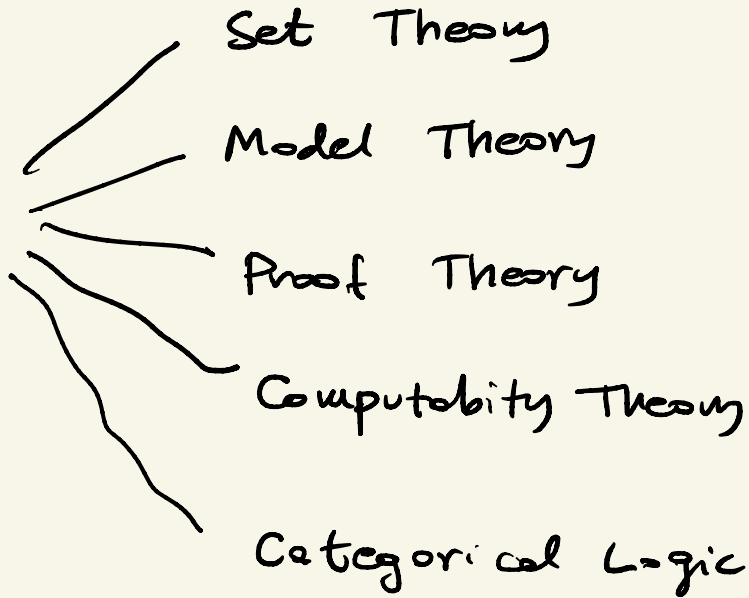 Set Theory
Model Theory
Proof Theory
Computabity Theory
Categorical Logic